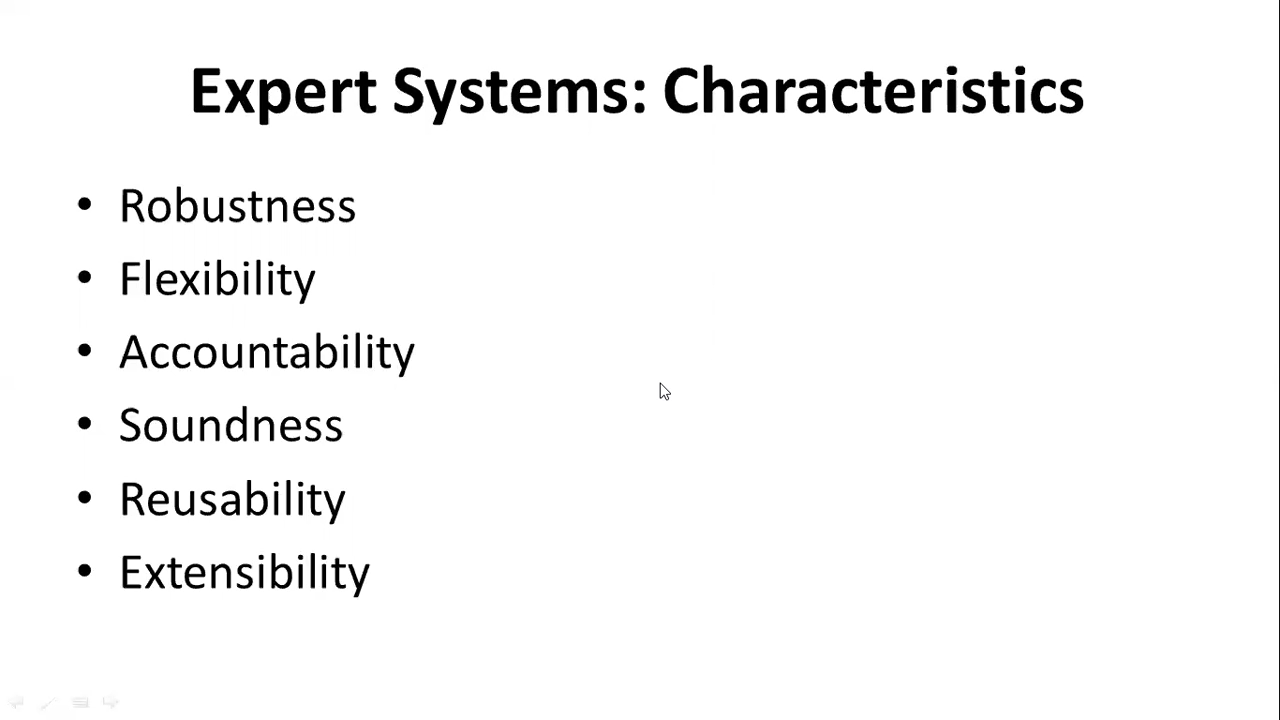 Expert Systems: Characteristics
• Robustness
• Flexibility
• Accountability
• Soundness
• Reusability
• Extensibility